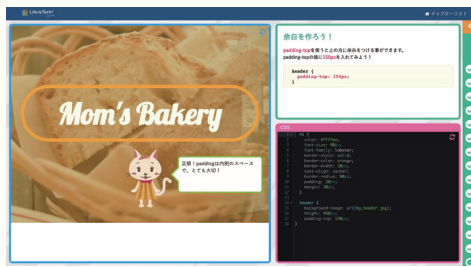 Life is Tech!
チャプターリスト
Mom's Bakery
正解！paddingは内側のスペース
で、とても大切！
余白を作ろう！
padding-topを使うと上の方に余白をつける事ができます。
padding-topの値に150pxを入れてみよう！
header {
padding-top: 150px;
}
CSS
h1 {
color: #ffffee;
font-size: 90px;
font-family: lobster;
border-style: solid;
border-color: orange;
border-width: 10px;
text-align: center;
border-radius: 90px;
padding: 20px;
margin: 30px;
}
header {
background-image: url(bg_header.jpg);
height: 450px;
padding-top: 150px;
}